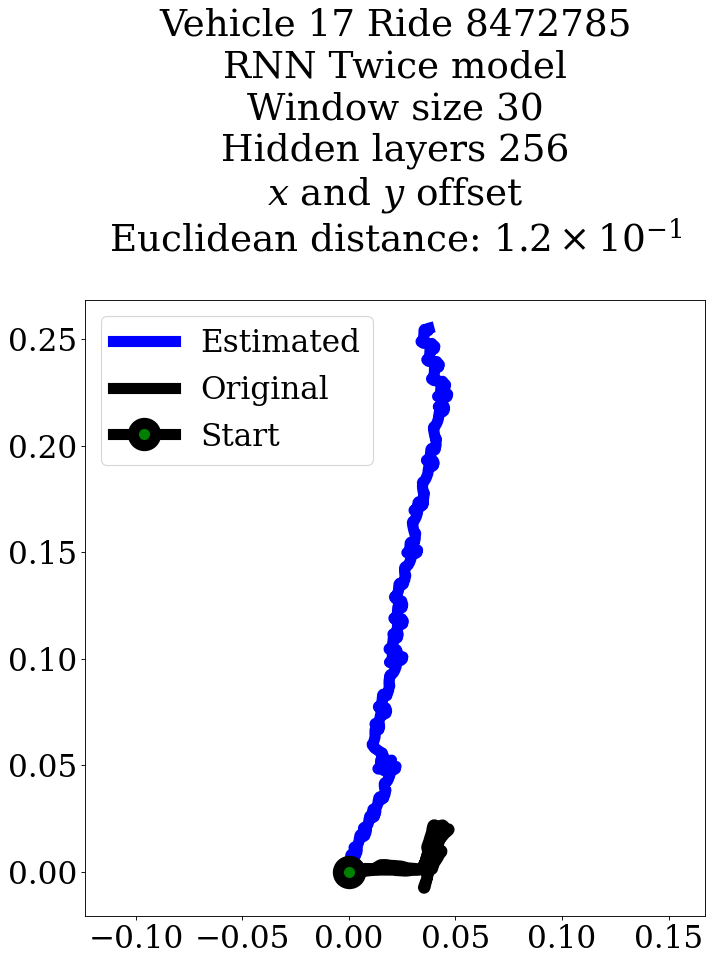 Vehicle 17 Ride 8472785
RNN Twice model
Window size 30
Hidden layers 256
x and y offset
Euclidean distance: 1.2 × 10⁻¹
Estimated
Original
Start
0.25
0.20
0.15
0.10
0.05
0.00
−0.10 −0.05 0.00 0.05 0.10 0.15